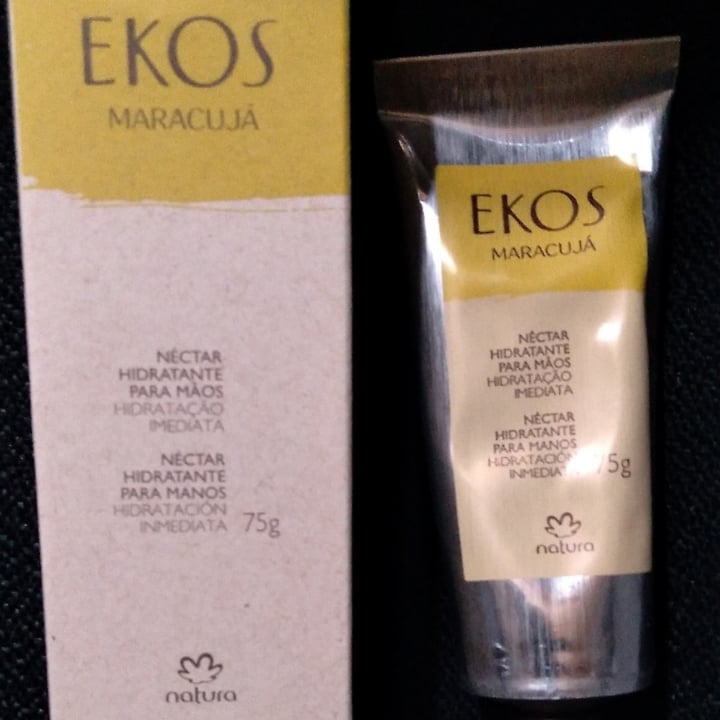 EKOS
MARACUJÁ
NÉCTAR
HIDRATANTE
PARA MÃOS
HIDRATAÇÃO
IMEDIATA
NÉCTAR
HIDRATANTE
PARA MANOS
HIDRATACIÓN
INMEDIATA 75g
natura
EKOS
MARACUJÁ
NÉCTAR
HIDRATANTE
PARA MÃOS
HIDRATAÇÃO
IMEDIATA
NÉCTAR
HIDRATANTE
PARA MANOS
HIDRATACIÓN
INMEDIATA 75g
natura